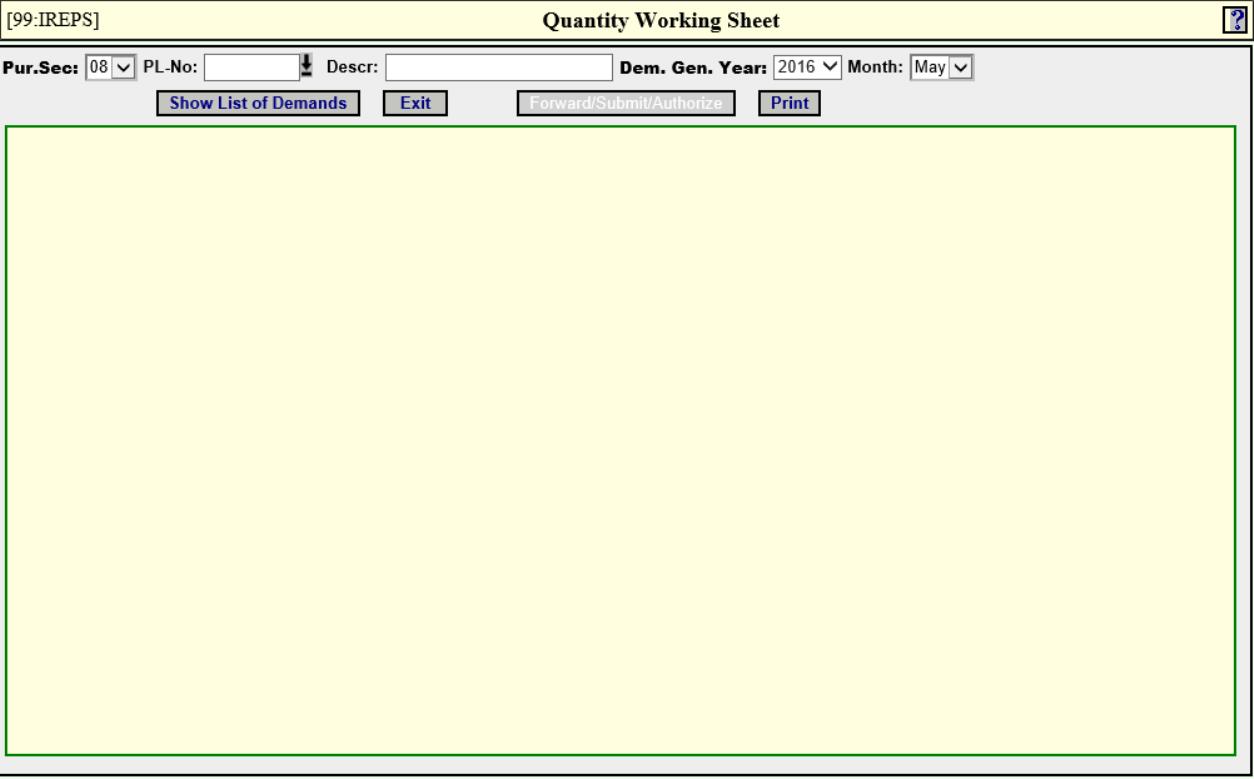 [99:IREPS] Quantity Working Sheet ?
Pur.Sec: 08 PL-No: Descr: Dem. Gen. Year: 2016 Month: May
Show List of Demands Exit Forward/Submit/Authorize Print